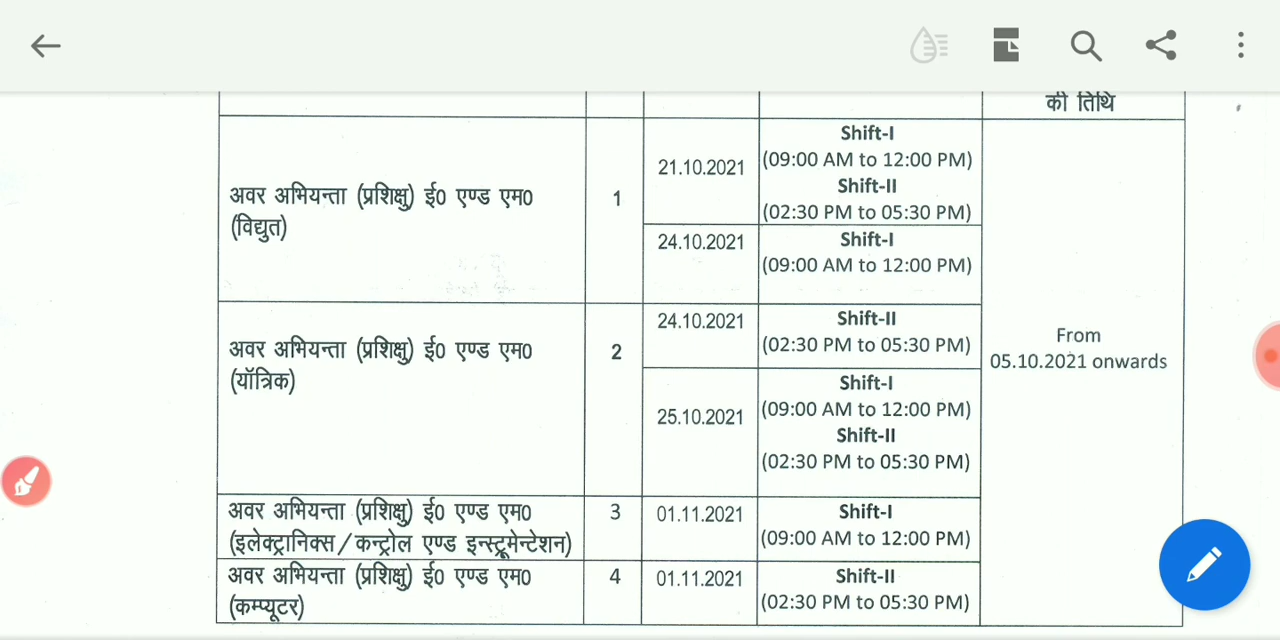 की तिथि
अवर अभियन्ता (प्रशिक्षु) ई0 एण्ड एम0
(विद्युत)
1
21.10.2021
Shift-I
(09:00 AM to 12:00 PM)
Shift-II
(02:30 PM to 05:30 PM)
24.10.2021
Shift-I
(09:00 AM to 12:00 PM)
अवर अभियन्ता (प्रशिक्षु) ई0 एण्ड एम0
(यॉत्रिक)
2
24.10.2021
Shift-II
(02:30 PM to 05:30 PM)
25.10.2021
Shift-I
(09:00 AM to 12:00 PM)
Shift-II
(02:30 PM to 05:30 PM)
From
05.10.2021 onwards
अवर अभियन्ता (प्रशिक्षु) ई0 एण्ड एम0
(इलेक्ट्रानिक्स/कन्ट्रोल एण्ड इन्स्ट्रूमेन्टेशन)
3
01.11.2021
Shift-I
(09:00 AM to 12:00 PM)
अवर अभियन्ता (प्रशिक्षु) ई0 एण्ड एम0
(कम्प्यूटर)
4
01.11.2021
Shift-II
(02:30 PM to 05:30 PM)